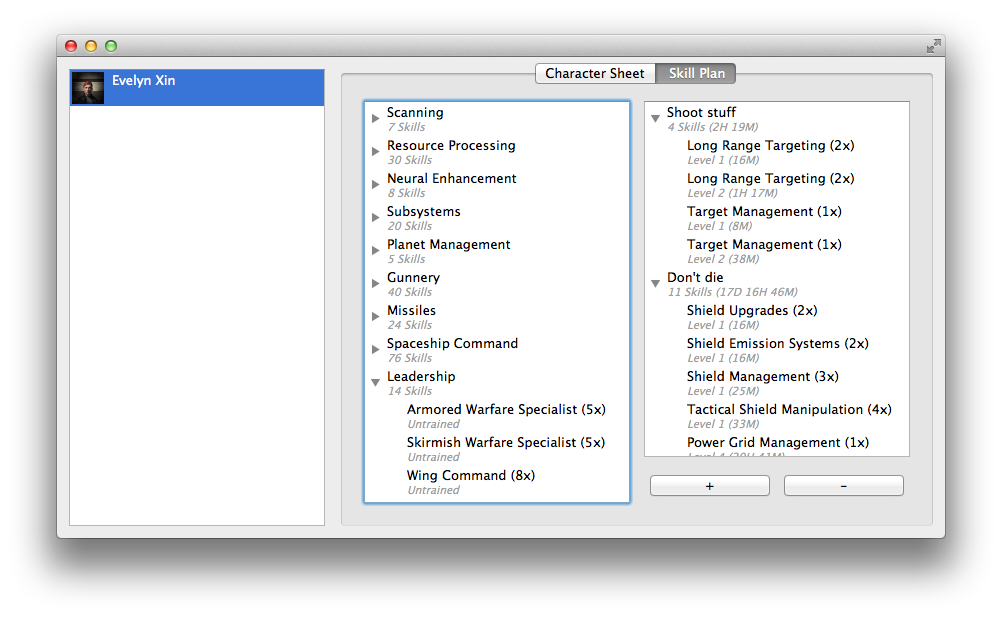 Character Sheet
Skill Plan
Evelyn Xin
Scanning
7 Skills
Resource Processing
30 Skills
Neural Enhancement
8 Skills
Subsystems
20 Skills
Planet Management
5 Skills
Gunnery
40 Skills
Missiles
24 Skills
Spaceship Command
76 Skills
Leadership
14 Skills
Armored Warfare Specialist (5x)
Untrained
Skirmish Warfare Specialist (5x)
Untrained
Wing Command (8x)
Untrained
Shoot stuff
4 Skills (2H 19M)
Long Range Targeting (2x)
Level 1 (16M)
Long Range Targeting (2x)
Level 2 (1H 17M)
Target Management (1x)
Level 1 (8M)
Target Management (1x)
Level 2 (38M)
Don't die
11 Skills (17D 16H 46M)
Shield Upgrades (2x)
Level 1 (16M)
Shield Emission Systems (2x)
Level 1 (16M)
Shield Management (3x)
Level 1 (25M)
Tactical Shield Manipulation (4x)
Level 1 (33M)
Power Grid Management (1x)
+
-